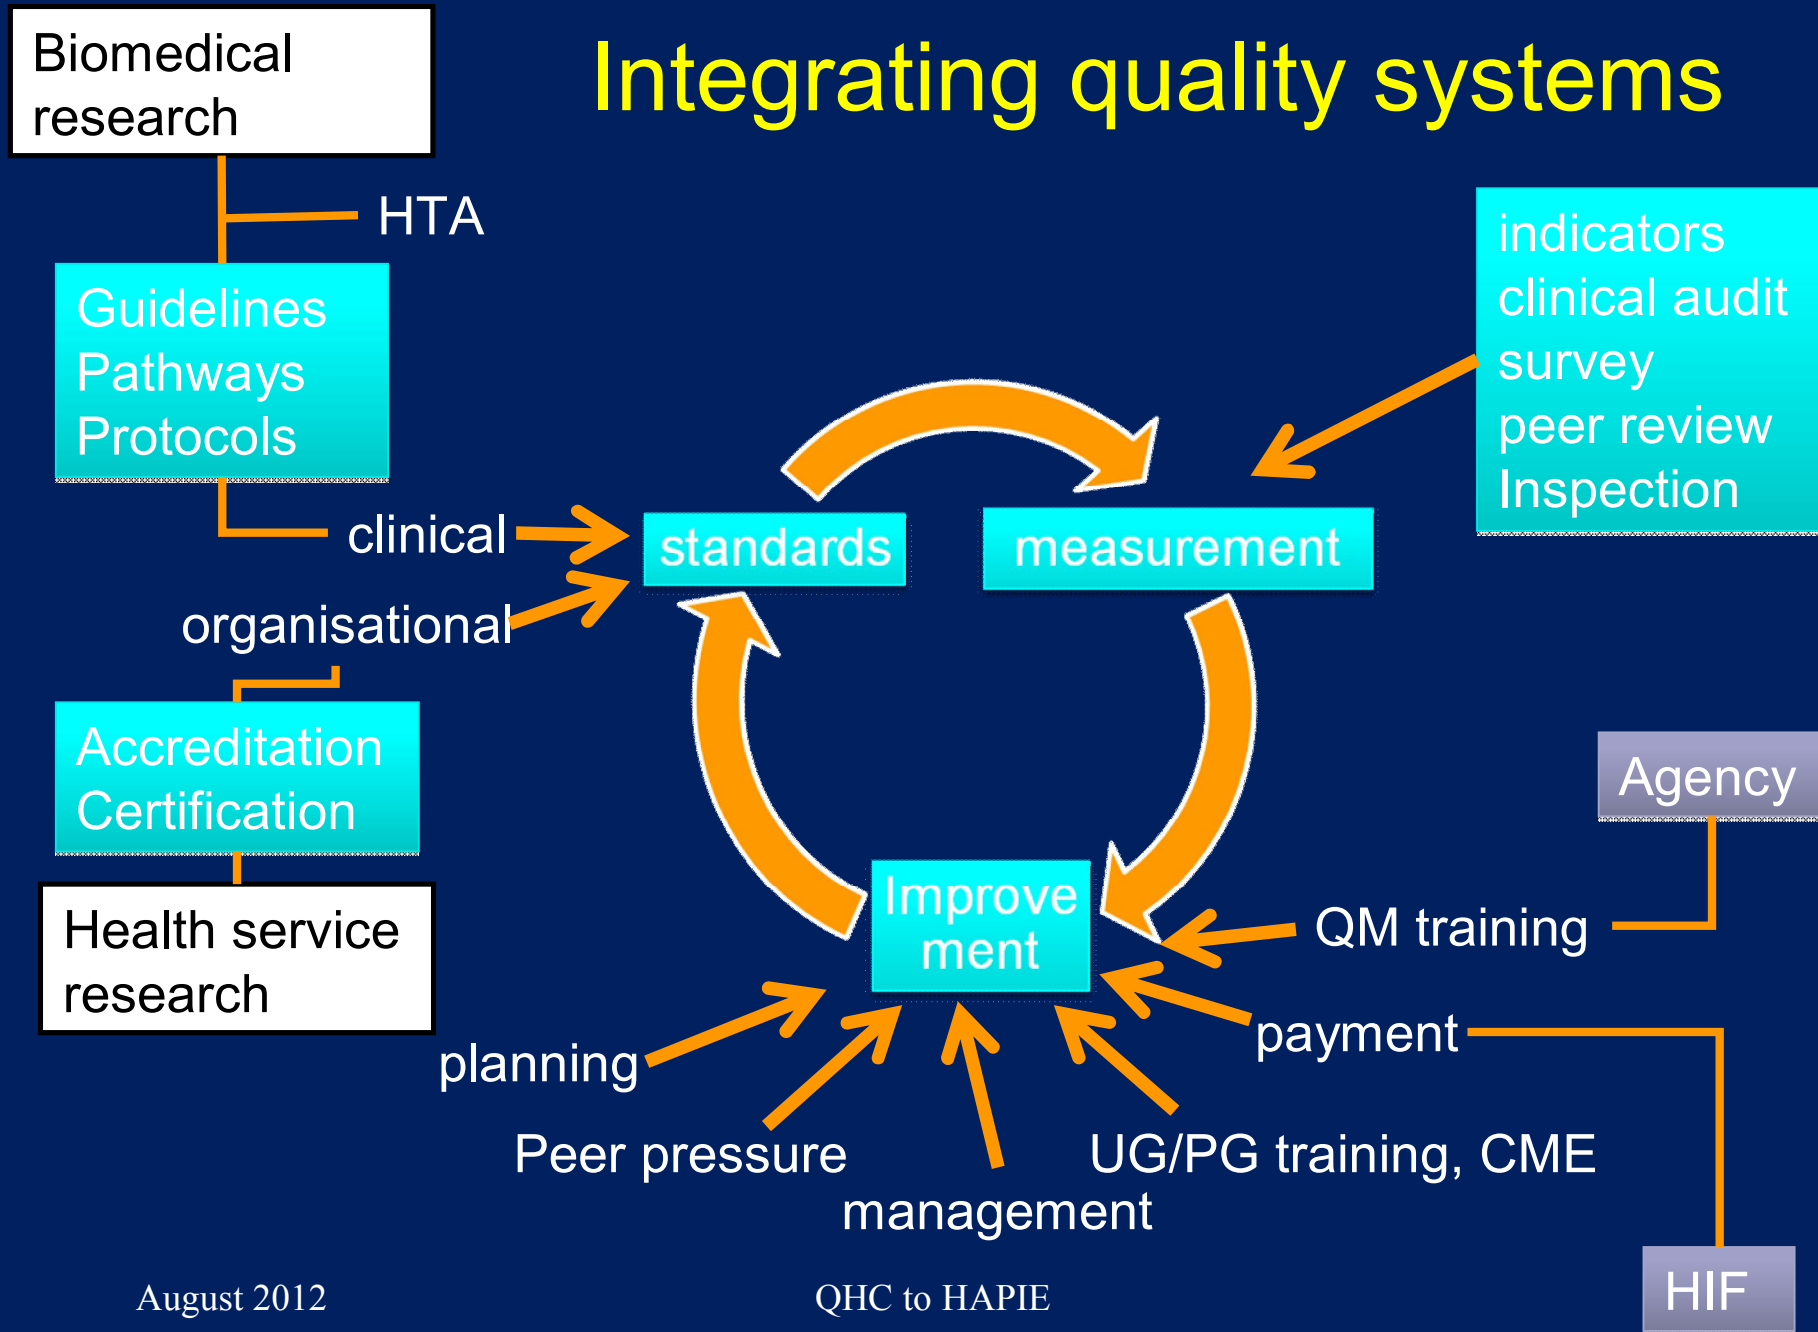 Integrating quality systems
Biomedical
research
HTA
Guidelines
Pathways
Protocols
clinical
organisational
Accreditation
Certification
Health service
research
standards
measurement
indicators
clinical audit
survey
peer review
Inspection
Improve
ment
Agency
QM training
payment
planning
Peer pressure
management
UG/PG training, CME
HIF
August 2012
QHC to HAPIE